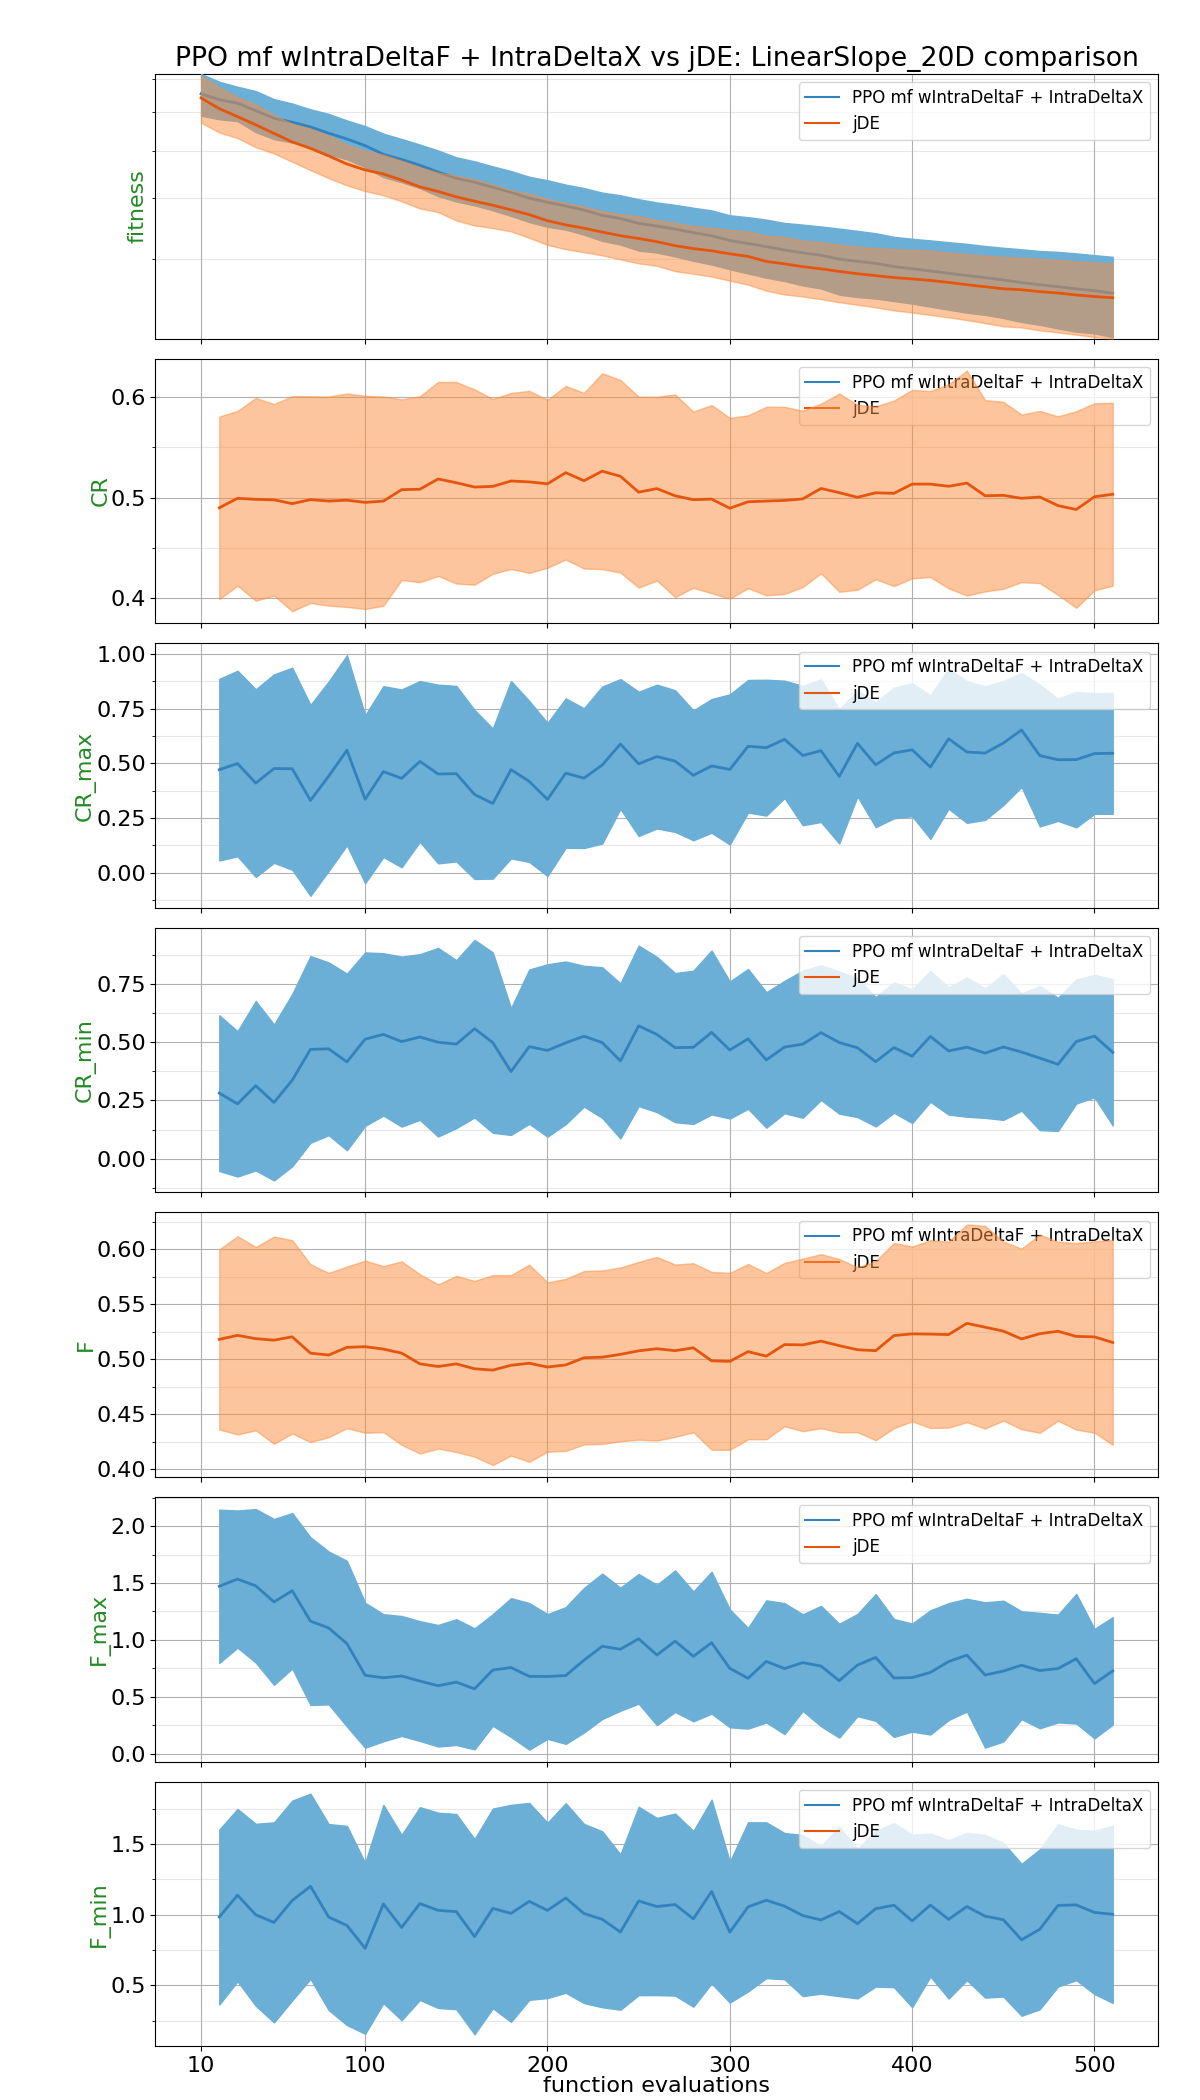 PPO mf wIntraDeltaF + IntraDeltaX vs jDE: LinearSlope_20D comparison
fitness
PPO mf wIntraDeltaF + IntraDeltaX
jDE
CR
0.6
0.5
0.4
PPO mf wIntraDeltaF + IntraDeltaX
jDE
CR_max
1.00
0.75
0.50
0.25
0.00
PPO mf wIntraDeltaF + IntraDeltaX
jDE
CR_min
0.75
0.50
0.25
0.00
PPO mf wIntraDeltaF + IntraDeltaX
jDE
F
0.60
0.55
0.50
0.45
0.40
PPO mf wIntraDeltaF + IntraDeltaX
jDE
F_max
2.0
1.5
1.0
0.5
0.0
PPO mf wIntraDeltaF + IntraDeltaX
jDE
F_min
1.5
1.0
0.5
PPO mf wIntraDeltaF + IntraDeltaX
jDE
10 100 200 300 400 500
function evaluations